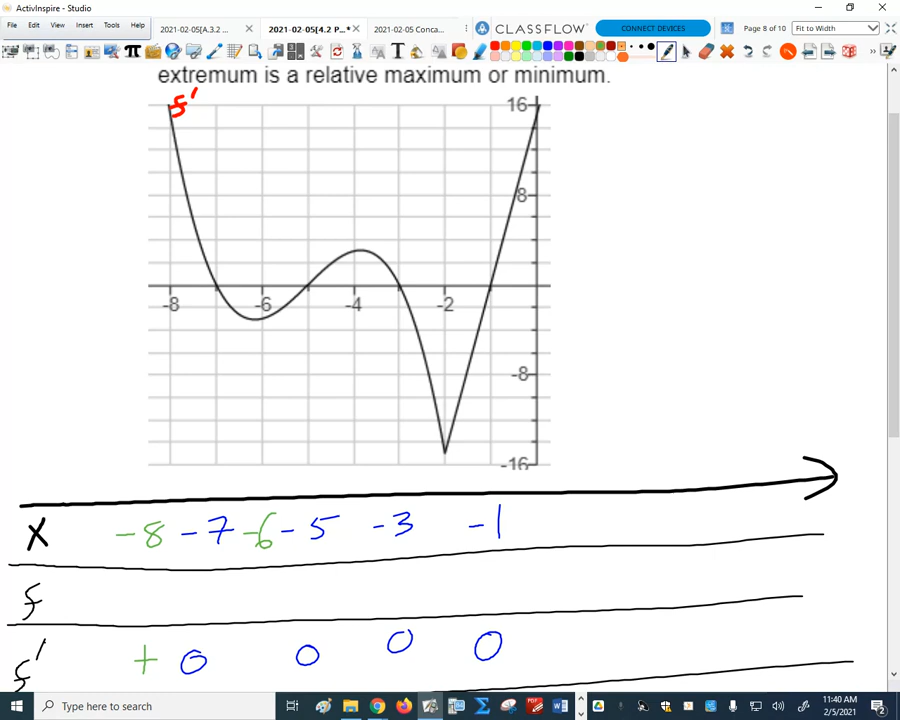 ActivInspire - Studio
File Edit View Insert Tools Help
2021-02-05[A.3.2 ... 2021-02-05[4.2 P...* 2021-02-05 Conca...
CLASSFLOW CONNECT DEVICES Page 8 of 10 Fit to Width
extremum is a relative maximum or minimum.
f'
16
8
-8 -6 -4 -2
-8
-16
X -8 -7 -6 -5 -3 -1
f
f' + 0 0 0 0
Type here to search
11:40 AM
2/5/2021
2